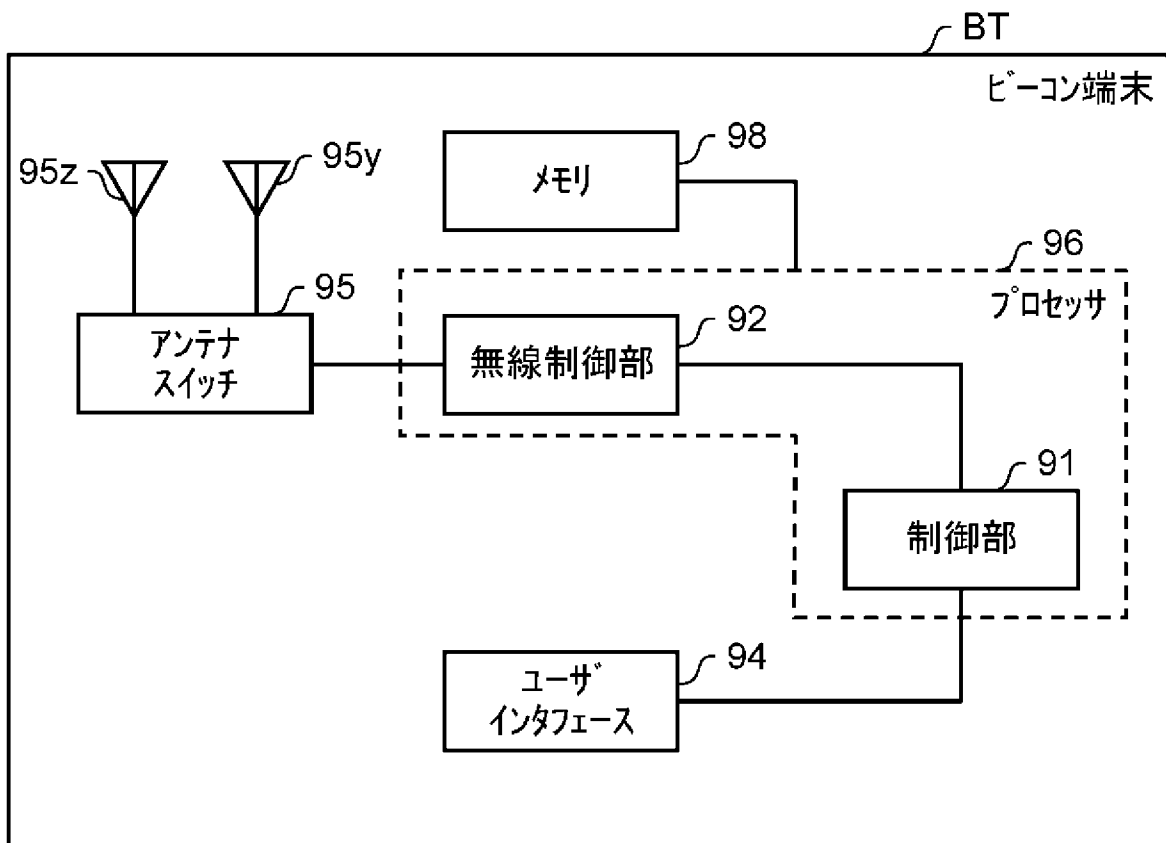 BT
ビーコン端末
95z
95y
98
メモリ
96
プロセッサ
95
アンテナ
スイッチ
92
無線制御部
91
制御部
94
ユーザ
インタフェース